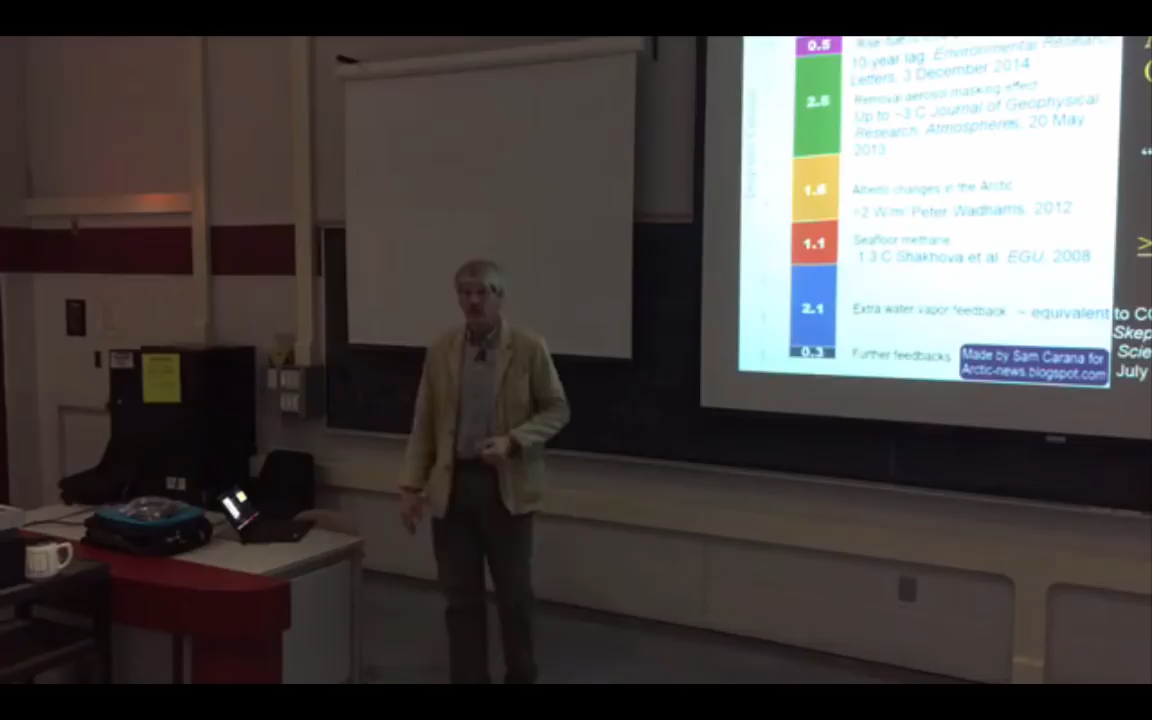 0.5
10-year lag. Environmental Research
Letters, 3 December 2014
2.5
Removal aerosol masking effect
Up to ~3 C Journal of Geophysical
Research: Atmospheres, 20 May
2013
1.6
Albedo changes in the Arctic
Peter Wadhams, 2012
1.1
Seafloor methane
Shakhova et al. EGU, 2008
2.1
Extra water vapor feedback ~ equivalent to CO
Skep
Scie
0.3
Further feedbacks
Made by Sam Carana for
Arctic-news.blogspot.com
July
≥